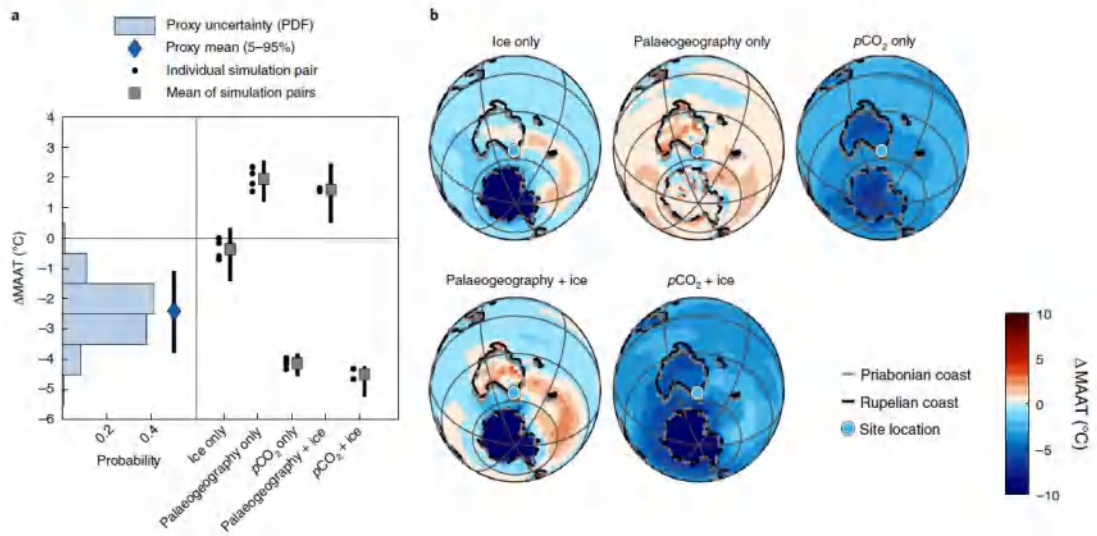 a
Proxy uncertainty (PDF)
Proxy mean (5–95%)
Individual simulation pair
Mean of simulation pairs
4
3
2
1
0
−1
−2
−3
−4
−5
−6
ΔMAAT (°C)
0.2
0.4
Probability
Ice only
Palaeogeography only
pCO₂ only
Palaeogeography + ice
pCO₂ + ice
b
Ice only
Palaeogeography only
pCO₂ only
Palaeogeography + ice
pCO₂ + ice
Priabonian coast
Rupelian coast
Site location
10
5
0
−5
−10
Δ MAAT (°C)